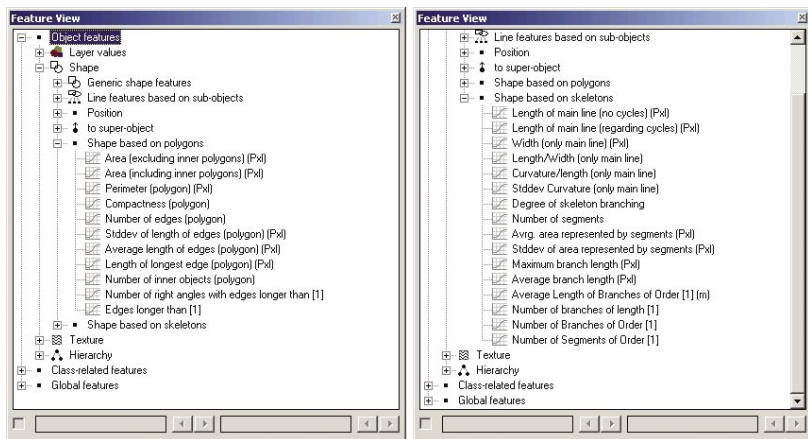 Feature View
Object features
Layer values
Shape
Generic shape features
Line features based on sub-objects
Position
to super-object
Shape based on polygons
Area (excluding inner polygons) (Pxl)
Area (including inner polygons) (Pxl)
Perimeter (polygon) (Pxl)
Compactness (polygon)
Number of edges (polygon)
Stddev of length of edges (polygon) (Pxl)
Average length of edges (polygon) (Pxl)
Length of longest edge (polygon) (Pxl)
Number of inner objects (polygon)
Number of right angles with edges longer than [1]
Edges longer than [1]
Shape based on skeletons
Texture
Hierarchy
Class-related features
Global features
Feature View
Line features based on sub-objects
Position
to super-object
Shape based on polygons
Shape based on skeletons
Length of main line (no cycles) (Pxl)
Length of main line (regarding cycles) (Pxl)
Width (only main line) (Pxl)
Length/Width (only main line)
Curvature/length (only main line)
Stddev Curvature (only main line)
Degree of skeleton branching
Number of segments
Avrg. area represented by segments (Pxl)
Stddev of area represented by segments (Pxl)
Maximum branch length (Pxl)
Average branch length (Pxl)
Average Length of Branches of Order [1] (m)
Number of branches of length [1]
Number of Branches of Order [1]
Number of Segments of Order [1]
Texture
Hierarchy
Class-related features
Global features